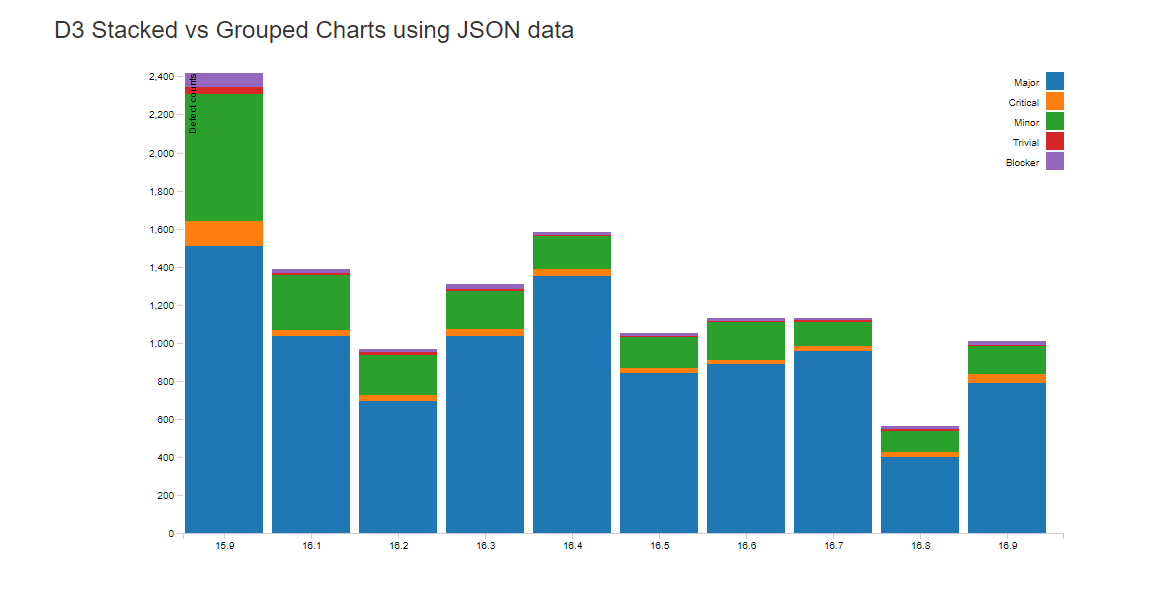 D3 Stacked vs Grouped Charts using JSON data
2,400
2,200
2,000
1,800
1,600
1,400
1,200
1,000
800
600
400
200
0
Defect counts
Major
Critical
Minor
Trivial
Blocker
15.9 16.1 16.2 16.3 16.4 16.5 16.6 16.7 16.8 16.9